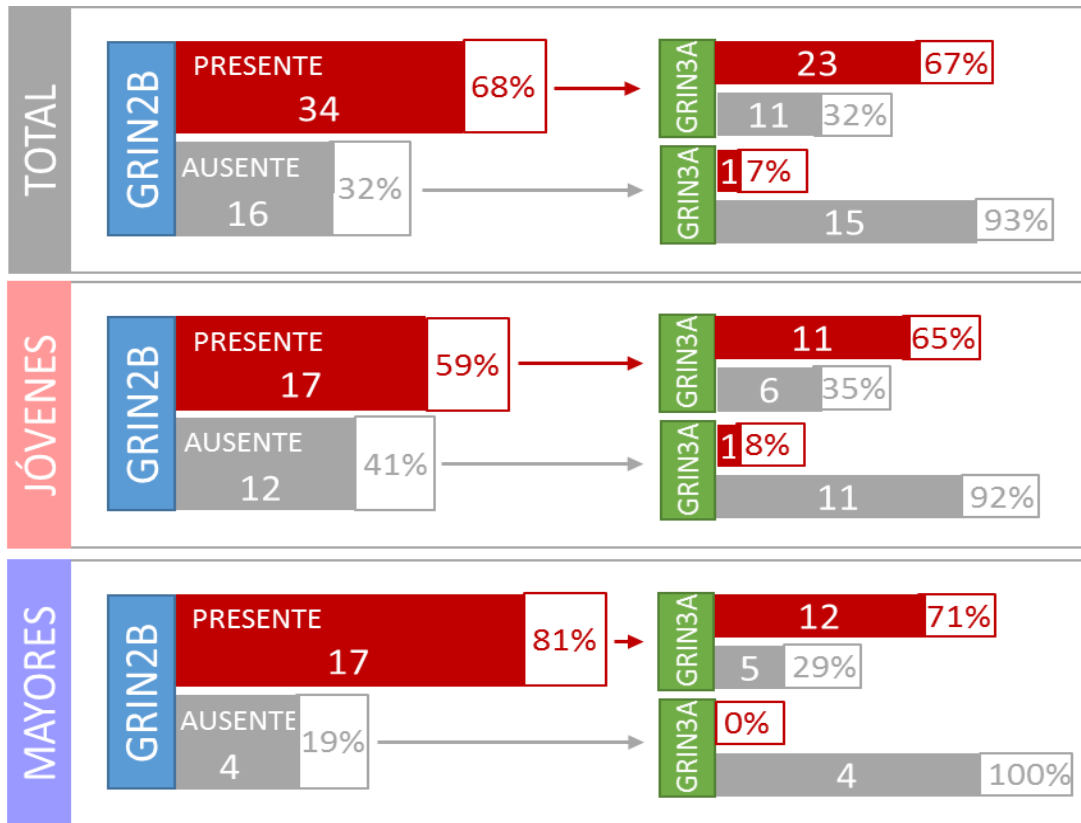 TOTAL
GRIN2B
PRESENTE
34
68%
AUSENTE
16
32%
GRIN3A
23
67%
11
32%
GRIN3A
1
7%
15
93%
JÓVENES
GRIN2B
PRESENTE
17
59%
AUSENTE
12
41%
GRIN3A
11
65%
6
35%
GRIN3A
1
8%
11
92%
MAYORES
GRIN2B
PRESENTE
17
81%
AUSENTE
4
19%
GRIN3A
12
71%
5
29%
GRIN3A
0%
4
100%